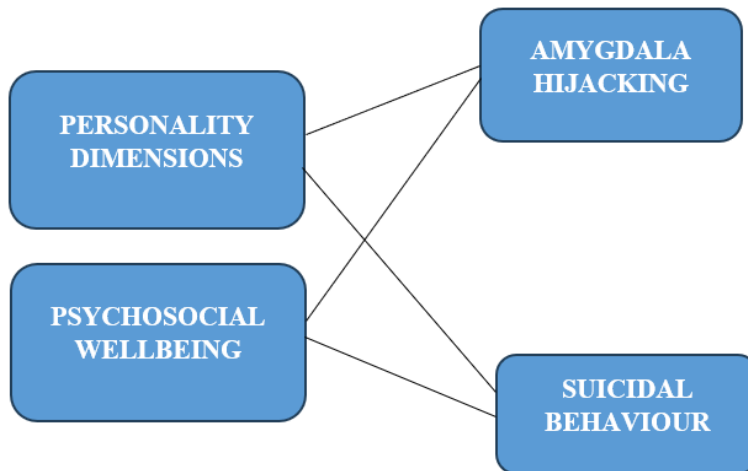 AMYGDALA
HIJACKING
PERSONALITY
DIMENSIONS
PSYCHOSOCIAL
WELLBEING
SUICIDAL
BEHAVIOUR